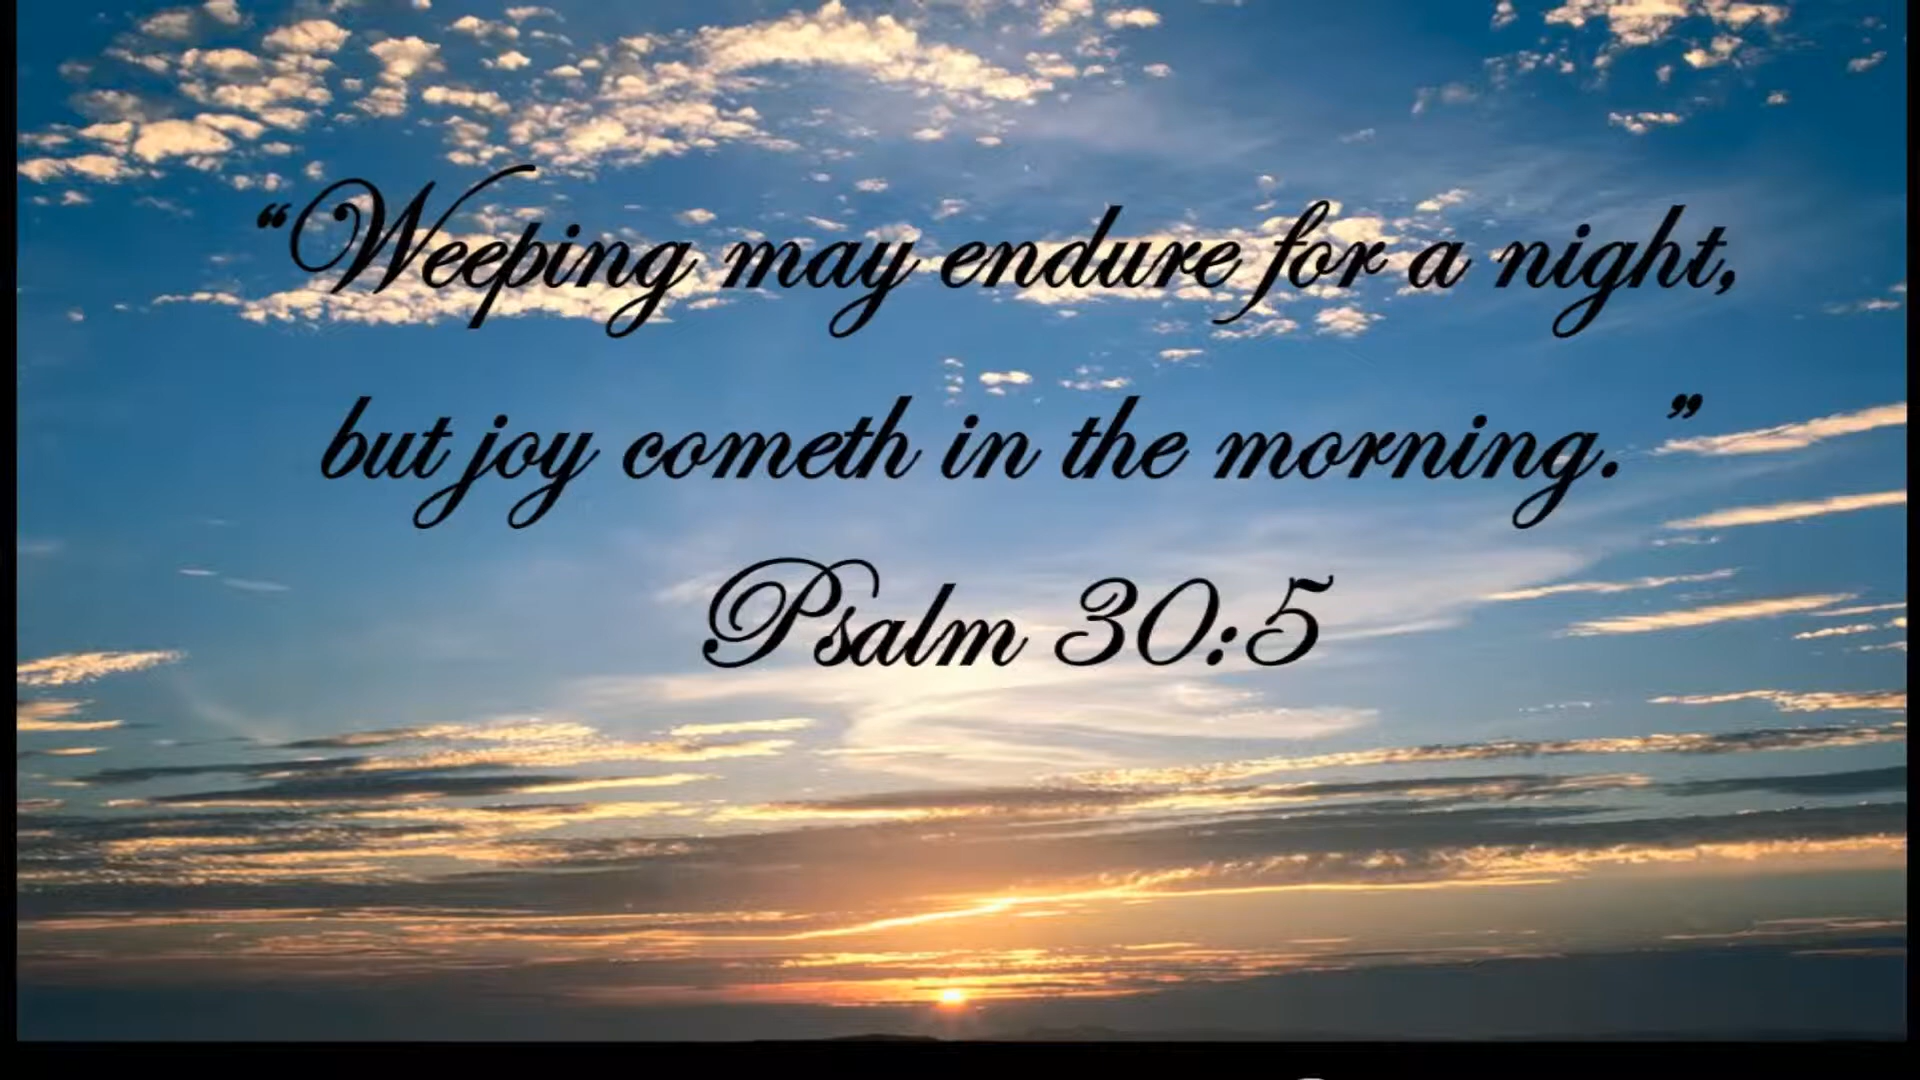 “Weeping may endure for a night,
but joy cometh in the morning.”
Psalm 30:5